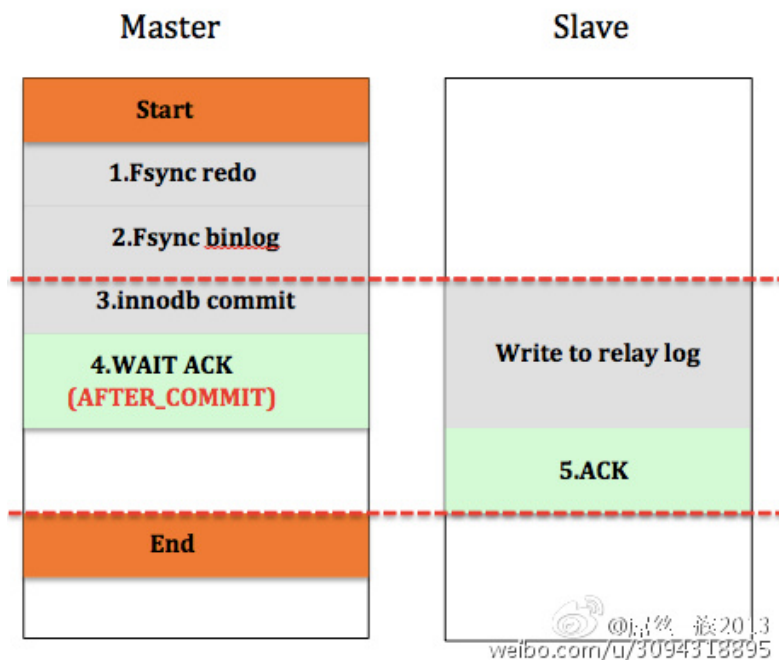 Master
Slave
Start
1.Fsync redo
2.Fsync binlog
3.innodb commit
4.WAIT ACK
(AFTER_COMMIT)
Write to relay log
5.ACK
End
weibo.com/u/3094318895